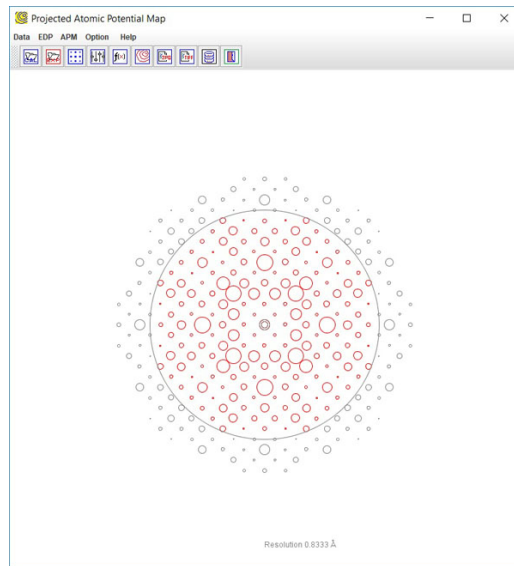 Projected Atomic Potential Map
Data EDP APM Option Help
f(x)
Resolution 0.8333 Å